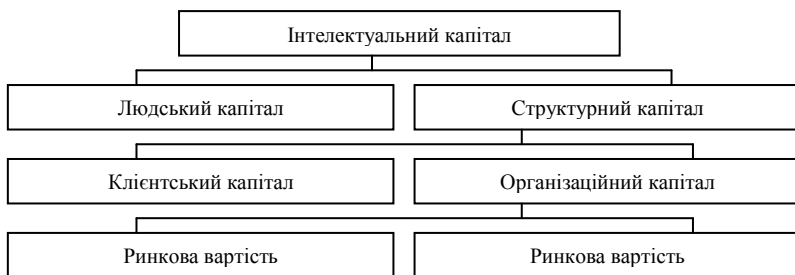 Інтелектуальний капітал
Людський капітал
Структурний капітал
Клієнтський капітал
Організаційний капітал
Ринкова вартість
Ринкова вартість